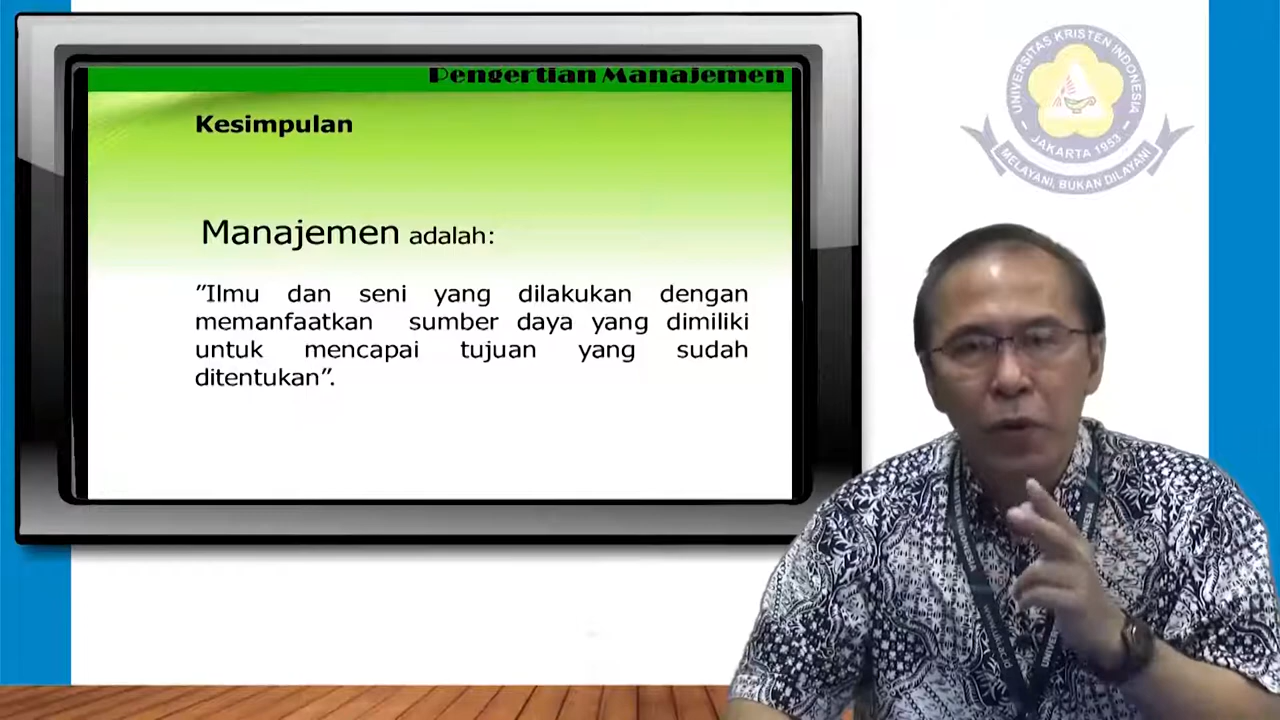 Pengertian Manajemen
Kesimpulan
Manajemen adalah:
”Ilmu dan seni yang dilakukan dengan
memanfaatkan sumber daya yang dimiliki
untuk mencapai tujuan yang sudah
ditentukan”.
UNIVERSITAS KRISTEN INDONESIA
JAKARTA 1953
MELAYANI, BUKAN DILAYANI